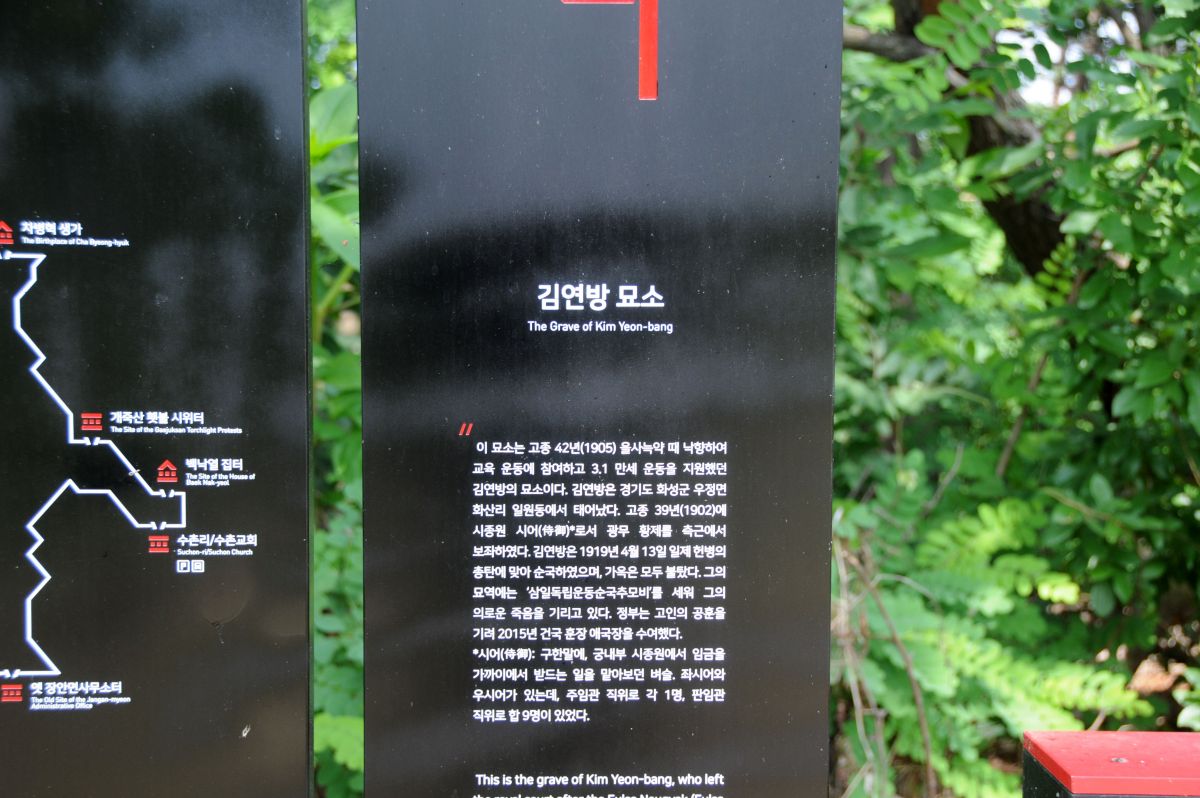 차병혁 생가
The Birthplace of Cha Byeong-hyuk
개죽산 횃불 시위터
The Site of the Gaejuksan Torchlight Protests
백낙열 집터
The Site of the House of
Baek Nak-yeol
수촌리/수촌교회
Suchon-ri/Suchon Church
P
옛 장안면사무소터
The Old Site of the Jangan-myeon
Administrative Office
김연방 묘소
The Grave of Kim Yeon-bang
이 묘소는 고종 42년(1905) 을사늑약 때 낙향하여
교육 운동에 참여하고 3.1 만세 운동을 지원했던
김연방의 묘소이다. 김연방은 경기도 화성군 우정면
화산리 일원동에서 태어났다. 고종 39년(1902)에
시종원 시어(侍御)*로서 광무 황제를 측근에서
보좌하였다. 김연방은 1919년 4월 13일 일제 헌병의
총탄에 맞아 순국하였으며, 가옥은 모두 불탔다. 그의
묘역에는 '삼일독립운동순국추모비'를 세워 그의
의로운 죽음을 기리고 있다. 정부는 고인의 공훈을
기려 2015년 건국 훈장 애국장을 수여했다.
*시어(侍御): 구한말에, 궁내부 시종원에서 임금을
가까이에서 받드는 일을 맡아보던 벼슬. 좌시어와
우시어가 있는데, 주임관 직위로 각 1명, 판임관
직위로 합 9명이 있었다.
This is the grave of Kim Yeon-bang, who left
the royal court after the Eulsa